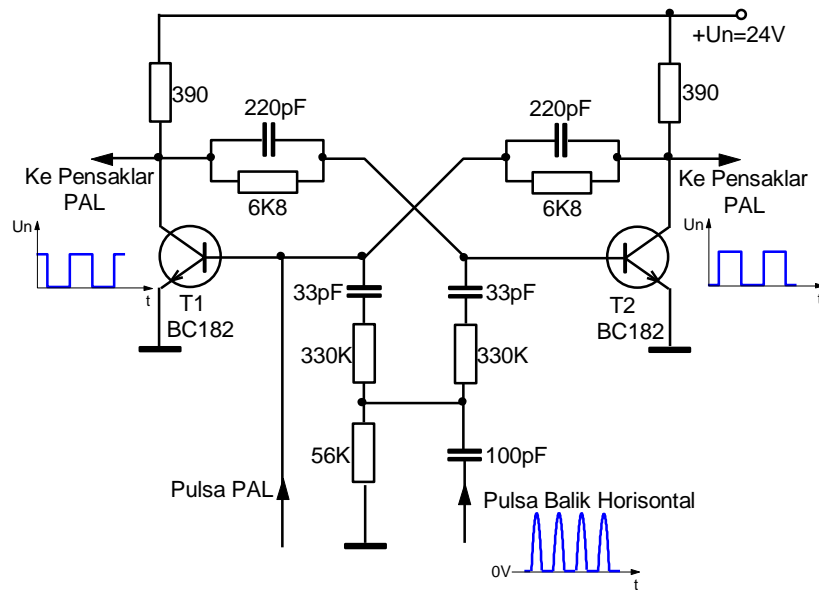 +Un=24V
390
390
220pF
220pF
Ke Pensaklar
PAL
6K8
6K8
Ke Pensaklar
PAL
Un
t
Un
t
T1
BC182
33pF
33pF
T2
BC182
330K
330K
56K
100pF
Pulsa PAL
Pulsa Balik Horisontal
0V
t